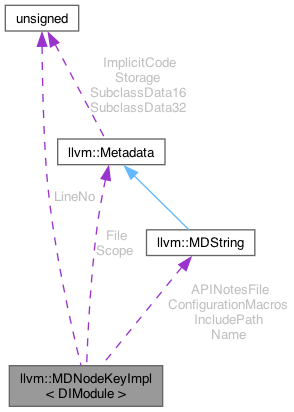 unsigned
ImplicitCode
Storage
SubclassData16
SubclassData32
llvm::Metadata
LineNo
File
Scope
llvm::MDString
APINotesFile
ConfigurationMacros
IncludePath
Name
llvm::MDNodeKeyImpl
< DIModule >